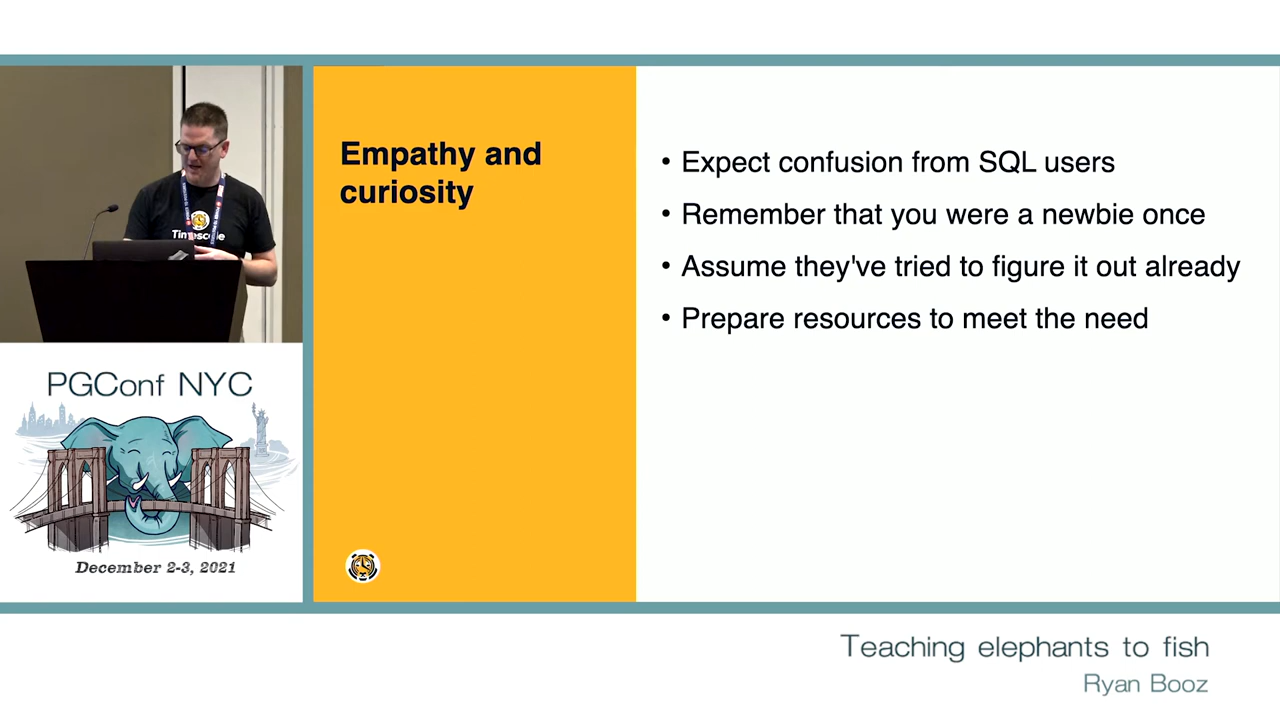 Empathy and
curiosity
• Expect confusion from SQL users
• Remember that you were a newbie once
• Assume they've tried to figure it out already
• Prepare resources to meet the need
PGConf NYC
December 2-3, 2021
Teaching elephants to fish
Ryan Booz